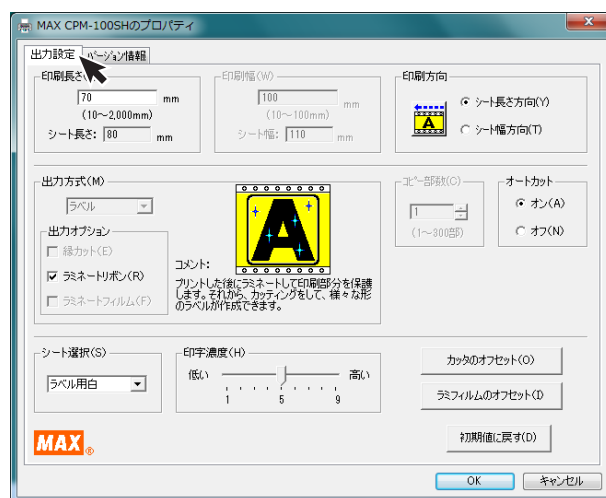 MAX CPM-100SHのプロパティ
出力設定
バージョン情報
印刷長さ
70 mm
(10～2,000mm)
シート長さ: 80 mm
印刷幅(W)
100 mm
(10～100mm)
シート幅: 110 mm
印刷方向
A
シート長さ方向(Y)
シート幅方向(T)
出力方式(M)
ラベル
出力オプション
縁カット(E)
ラミネートリボン(R)
ラミネートフィルム(F)
A
コメント:
プリントした後にラミネートして印刷部分を保護
します。それから、カッティングをして、様々な形
のラベルが作成できます。
コピー部数(C)
1
(1～300部)
オートカット
オン(A)
オフ(N)
シート選択(S)
ラベル用白
印字濃度(H)
低い 高い
1 5 9
カッタのオフセット(O)
ラミフィルムのオフセット(I
初期値に戻す(D)
MAX®
OK
キャンセル